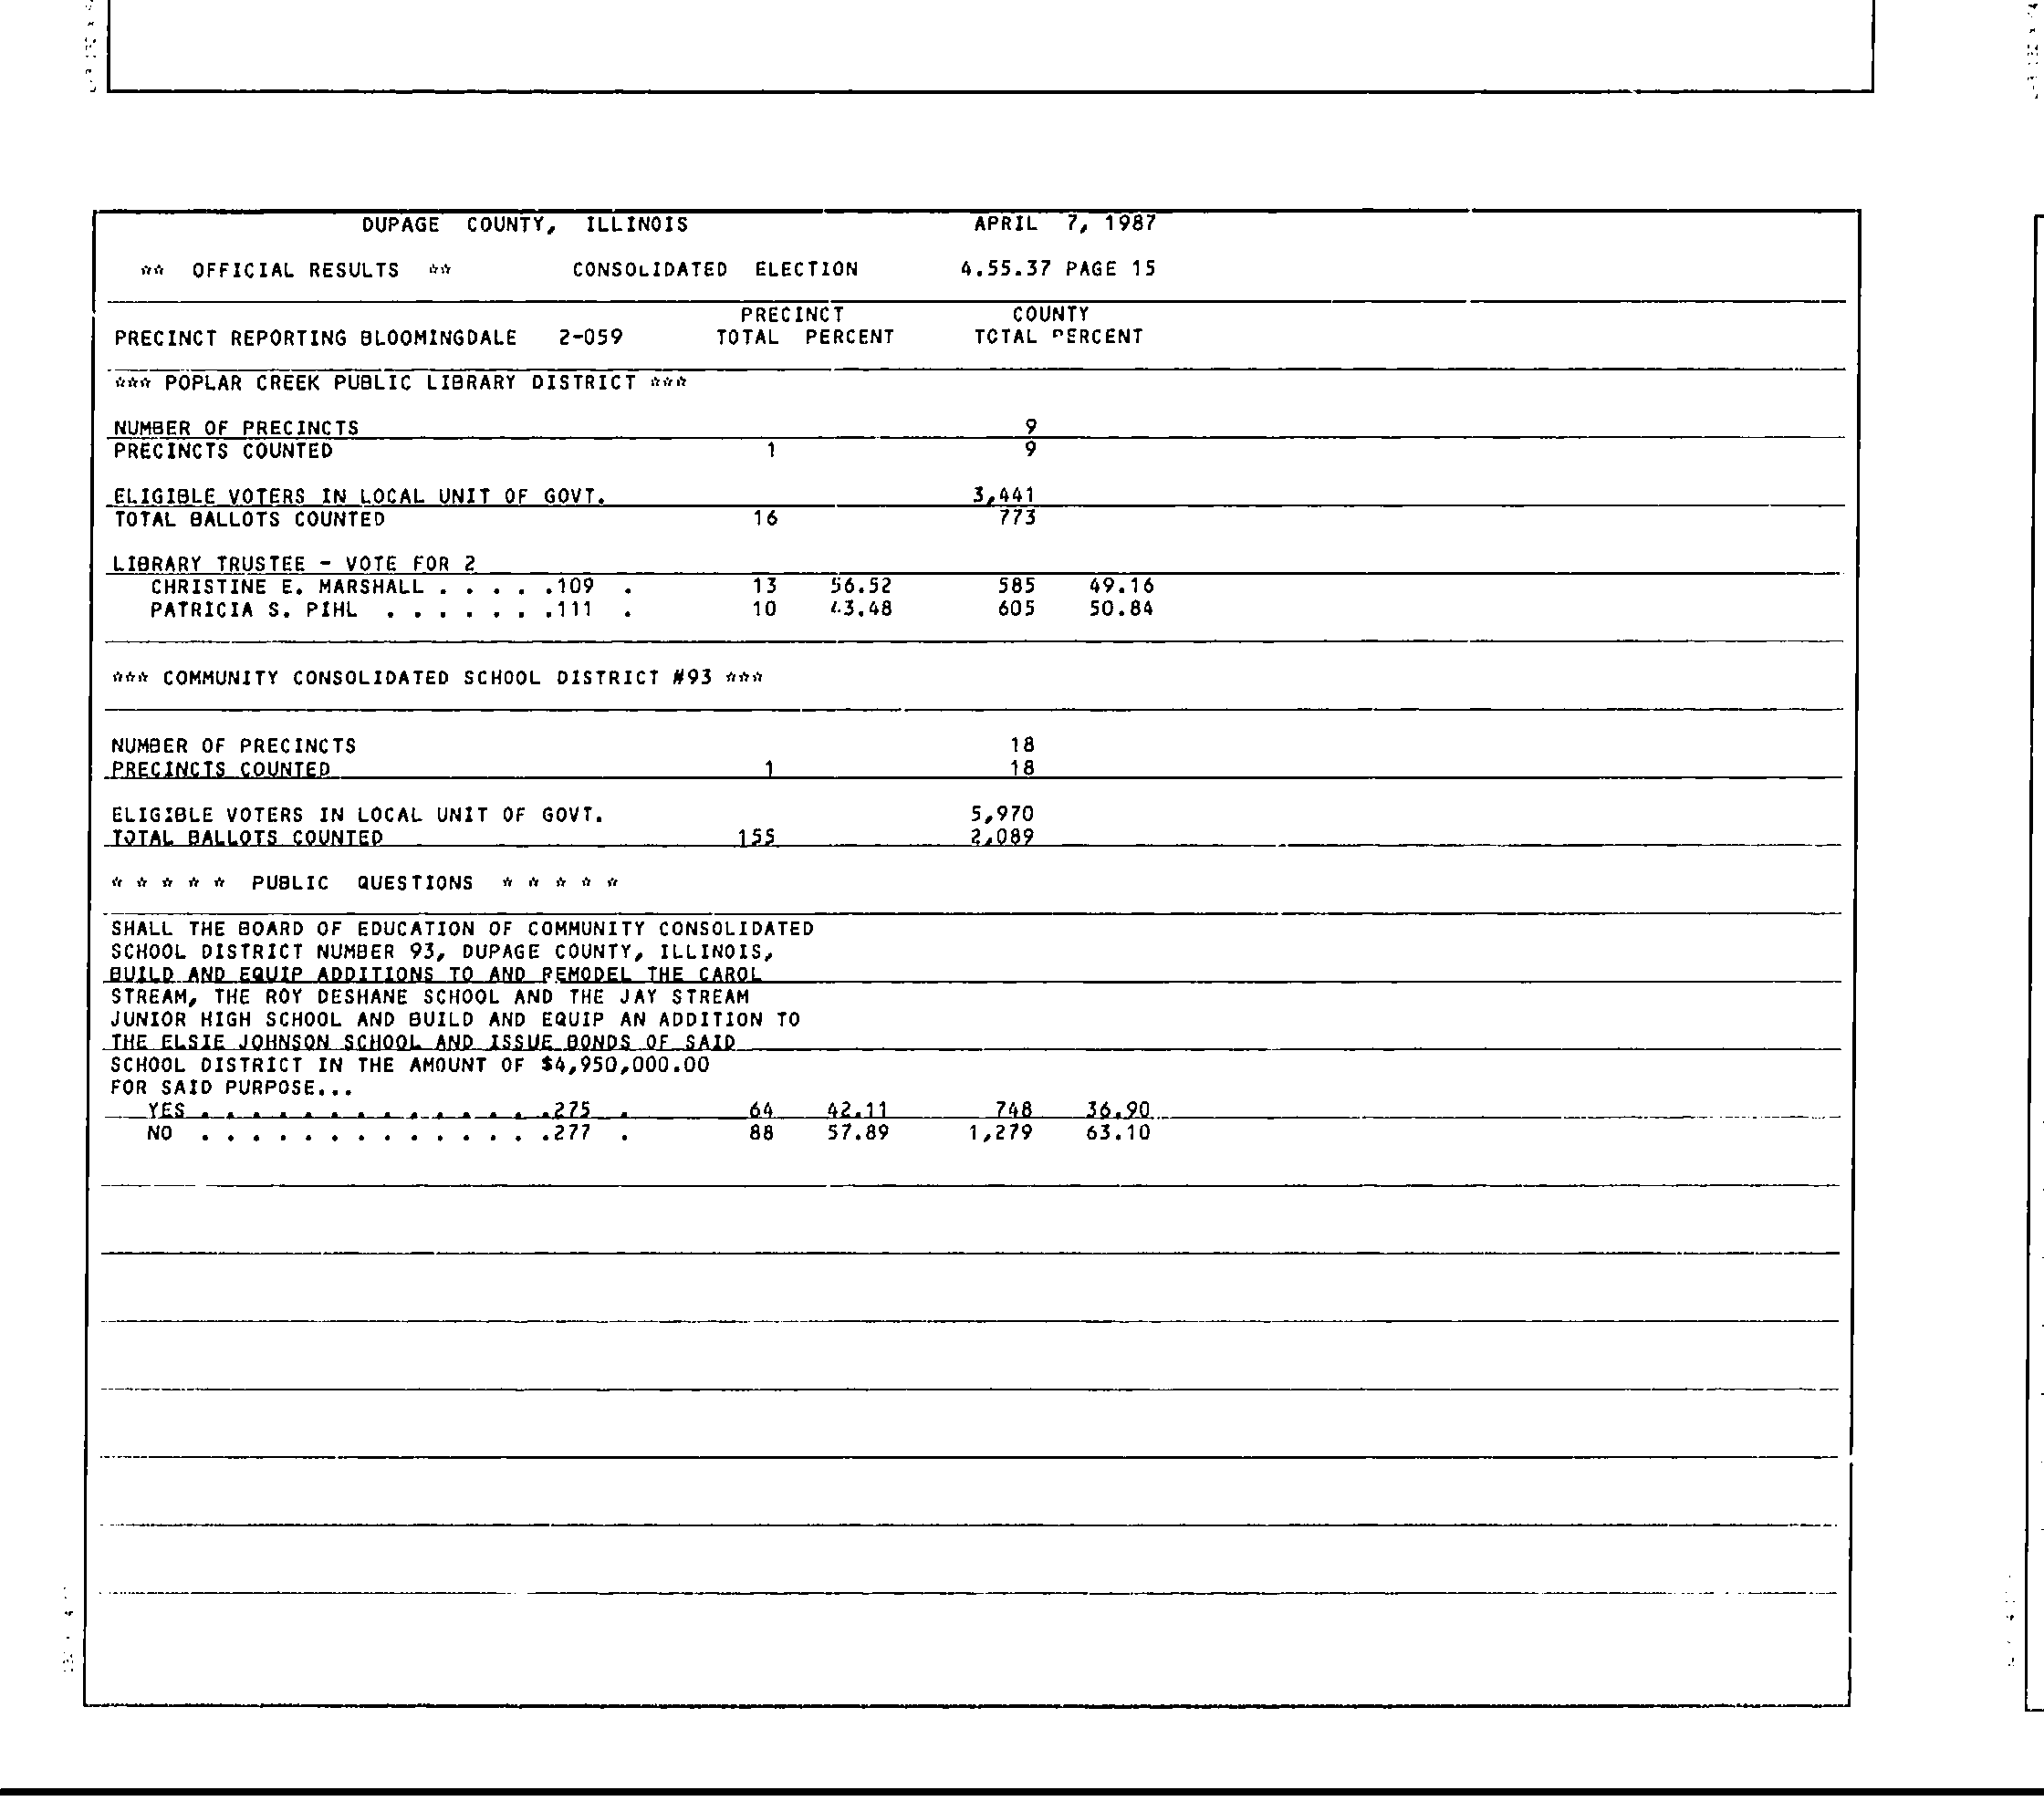 DUPAGE COUNTY, ILLINOIS APRIL 7, 1987
** OFFICIAL RESULTS ** CONSOLIDATED ELECTION 4.55.37 PAGE 15
PRECINCT COUNTY
PRECINCT REPORTING BLOOMINGDALE 2-059 TOTAL PERCENT TOTAL PERCENT
*** POPLAR CREEK PUBLIC LIBRARY DISTRICT ***
NUMBER OF PRECINCTS 9
PRECINCTS COUNTED 1 9
ELIGIBLE VOTERS IN LOCAL UNIT OF GOVT. 3,441
TOTAL BALLOTS COUNTED 16 773
LIBRARY TRUSTEE - VOTE FOR 2
CHRISTINE E. MARSHALL . . . . .109 . 13 56.52 585 49.16
PATRICIA S. PIHL . . . . . . .111 . 10 43.48 605 50.84
*** COMMUNITY CONSOLIDATED SCHOOL DISTRICT #93 ***
NUMBER OF PRECINCTS 18
PRECINCTS COUNTED 1 18
ELIGIBLE VOTERS IN LOCAL UNIT OF GOVT. 5,970
TOTAL BALLOTS COUNTED 155 2,089
* * * * * PUBLIC QUESTIONS * * * * *
SHALL THE BOARD OF EDUCATION OF COMMUNITY CONSOLIDATED
SCHOOL DISTRICT NUMBER 93, DUPAGE COUNTY, ILLINOIS,
BUILD AND EQUIP ADDITIONS TO AND REMODEL THE CAROL
STREAM, THE ROY DESHANE SCHOOL AND THE JAY STREAM
JUNIOR HIGH SCHOOL AND BUILD AND EQUIP AN ADDITION TO
THE ELSIE JOHNSON SCHOOL AND ISSUE BONDS OF SAID
SCHOOL DISTRICT IN THE AMOUNT OF $4,950,000.00
FOR SAID PURPOSE...
YES . . . . . . . . . . . . . .275 . 64 42.11 748 36.90
NO . . . . . . . . . . . . . .277 . 88 57.89 1,279 63.10